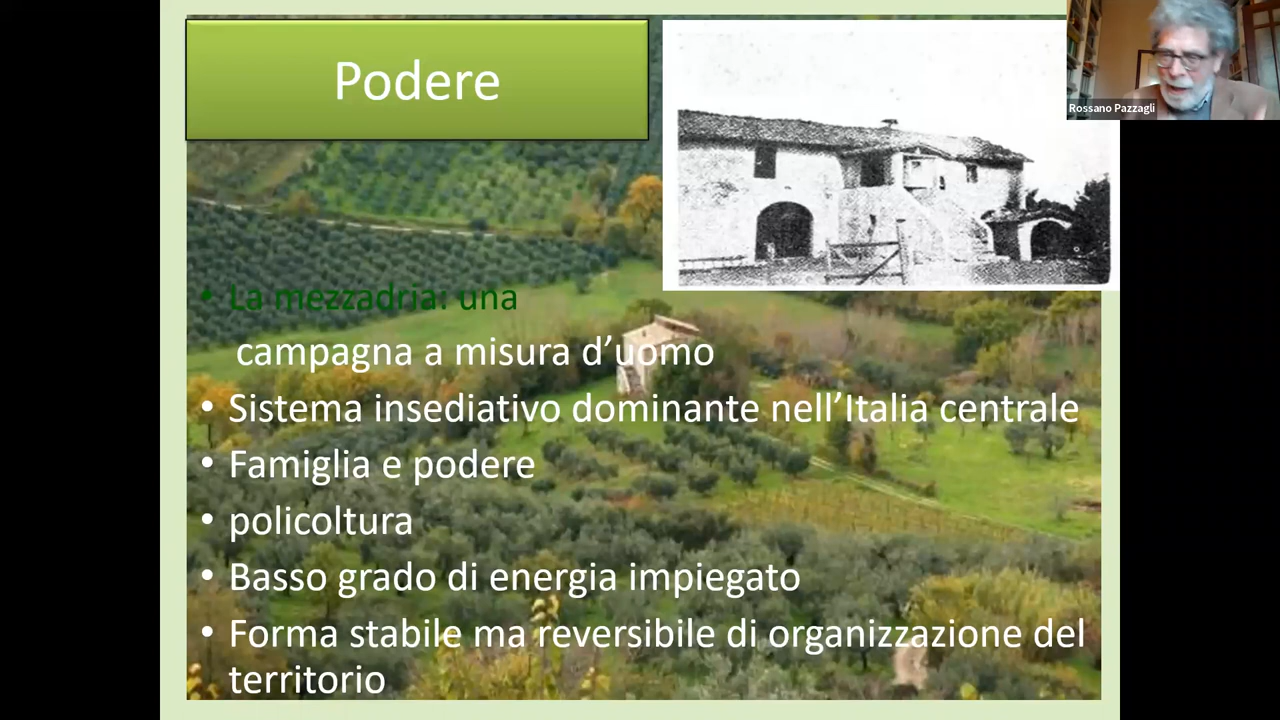 Podere
Rossano Pazzagli
• La mezzadria: una
campagna a misura d’uomo
• Sistema insediativo dominante nell’Italia centrale
• Famiglia e podere
• policoltura
• Basso grado di energia impiegato
• Forma stabile ma reversibile di organizzazione del
territorio